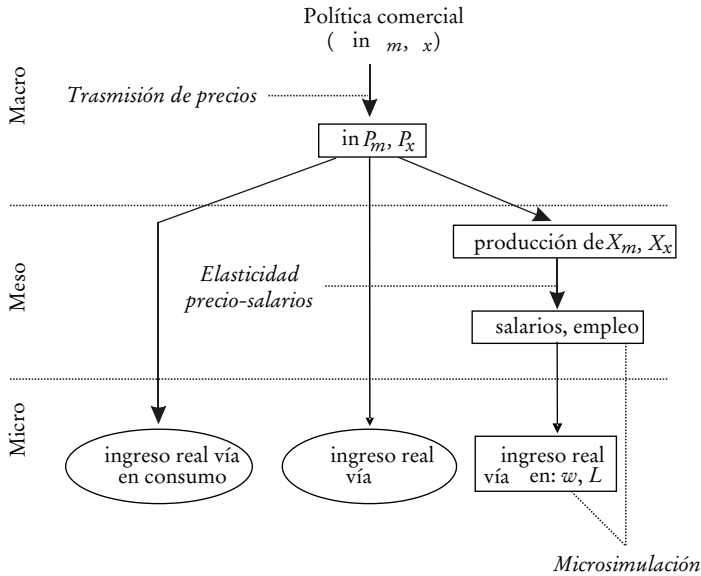 Política comercial
( in m, x)
Macro
Trasmisión de precios
in Pm, Px
producción de Xm, Xx
Meso
Elasticidad
precio-salarios
salarios, empleo
Micro
ingreso real vía
en consumo
ingreso real
vía
ingreso real
vía en: w, L
Microsimulación